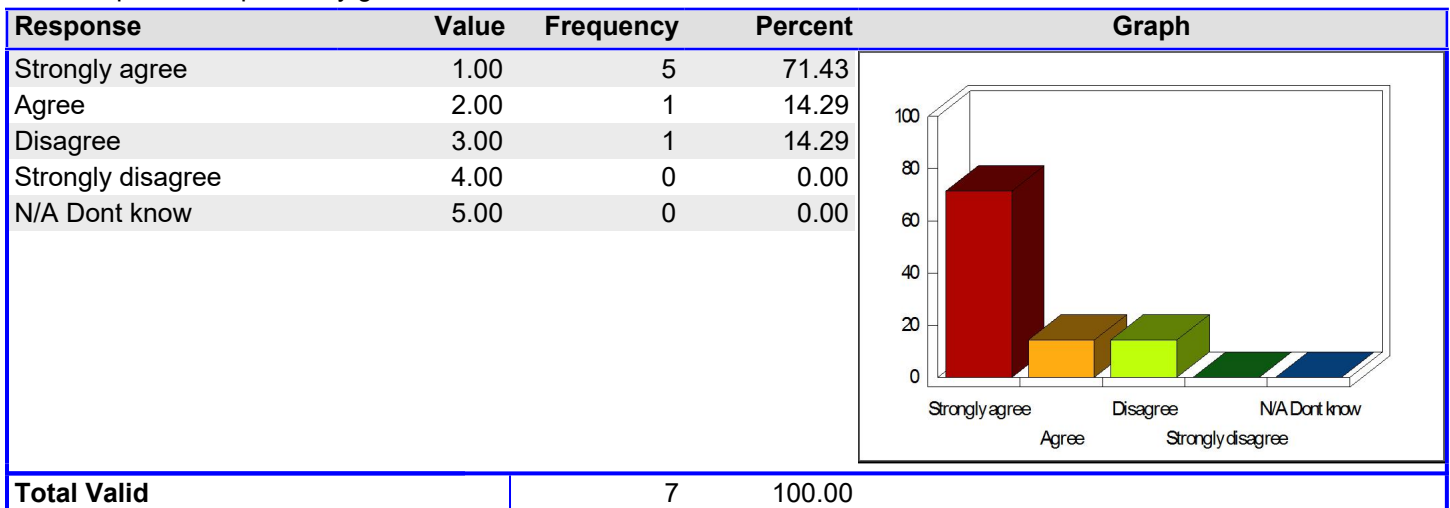 Response Value Frequency Percent Graph
Strongly agree 1.00 5 71.43
Agree 2.00 1 14.29
Disagree 3.00 1 14.29
Strongly disagree 4.00 0 0.00
N/A Dont know 5.00 0 0.00
100
80
60
40
20
0
Strongly agree Disagree N/A Dont know
Agree Strongly disagree
Total Valid 7 100.00